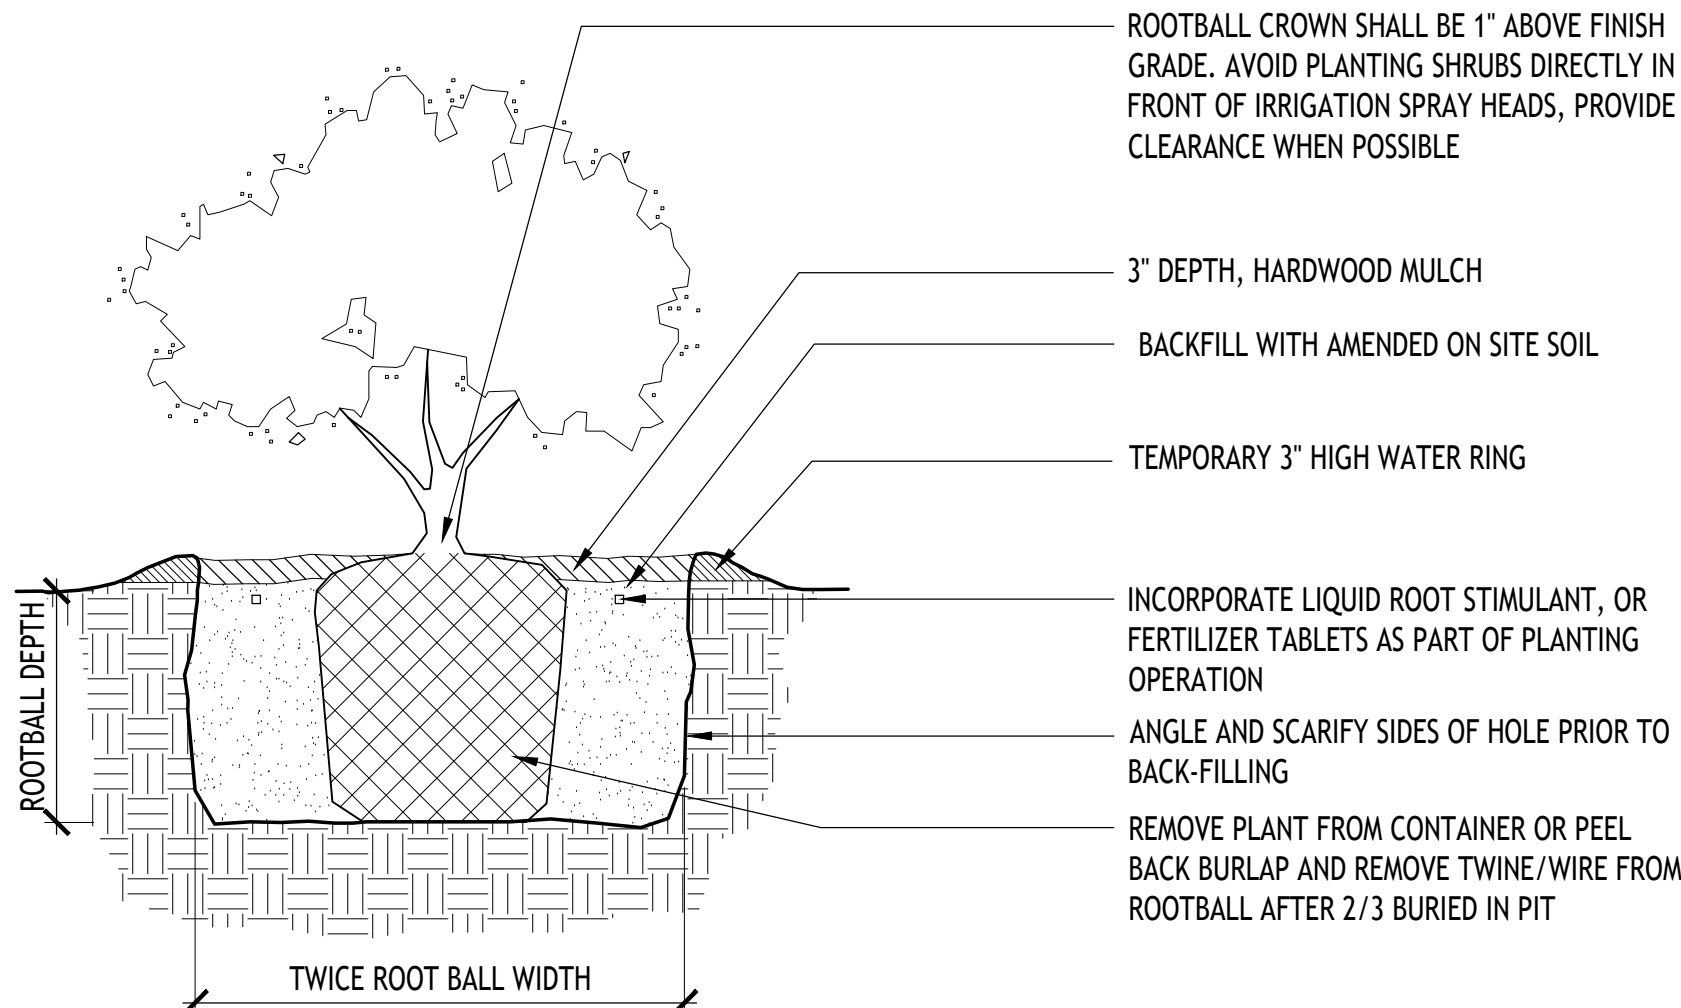 ROOTBALL CROWN SHALL BE 1" ABOVE FINISH
GRADE. AVOID PLANTING SHRUBS DIRECTLY IN
FRONT OF IRRIGATION SPRAY HEADS, PROVIDE
CLEARANCE WHEN POSSIBLE
3" DEPTH, HARDWOOD MULCH
BACKFILL WITH AMENDED ON SITE SOIL
TEMPORARY 3" HIGH WATER RING
INCORPORATE LIQUID ROOT STIMULANT, OR
FERTILIZER TABLETS AS PART OF PLANTING
OPERATION
ANGLE AND SCARIFY SIDES OF HOLE PRIOR TO
BACK-FILLING
REMOVE PLANT FROM CONTAINER OR PEEL
BACK BURLAP AND REMOVE TWINE/WIRE FROM
ROOTBALL AFTER 2/3 BURIED IN PIT
ROOTBALL DEPTH
TWICE ROOT BALL WIDTH